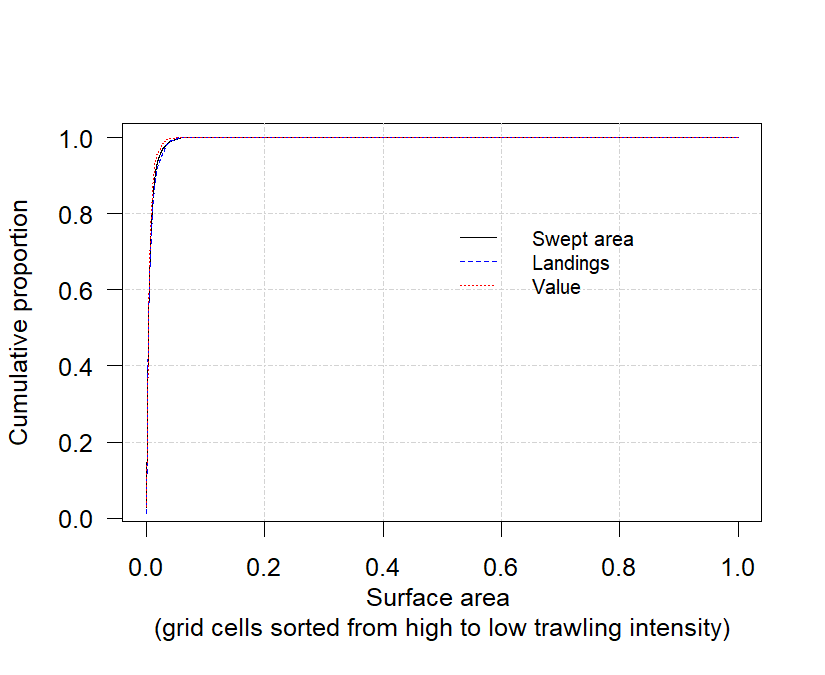 1.0
0.8
0.6
0.4
0.2
0.0
Cumulative proportion
Swept area
Landings
Value
0.0 0.2 0.4 0.6 0.8 1.0
Surface area
(grid cells sorted from high to low trawling intensity)